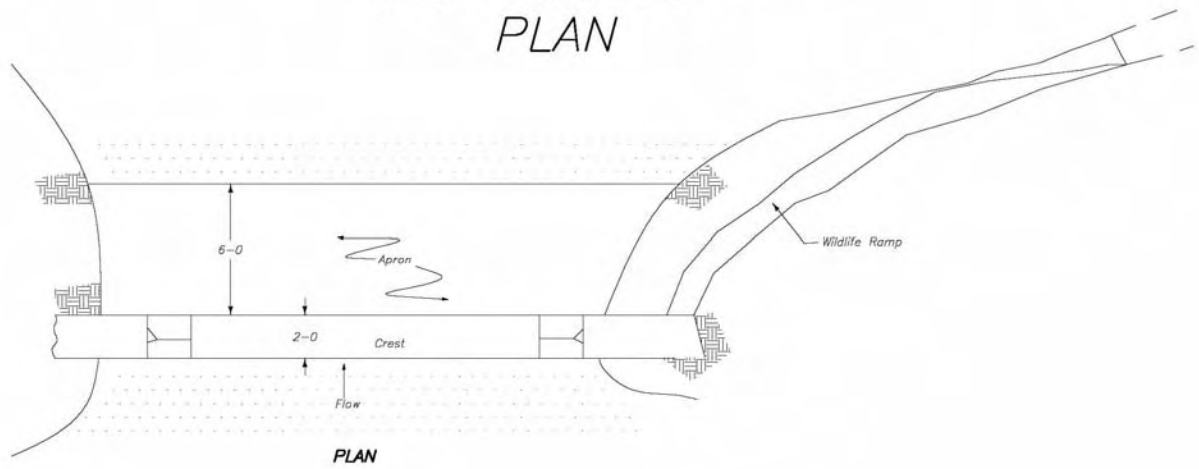 PLAN
6-0
Apron
Wildlife Ramp
2-0
Crest
Flow
PLAN